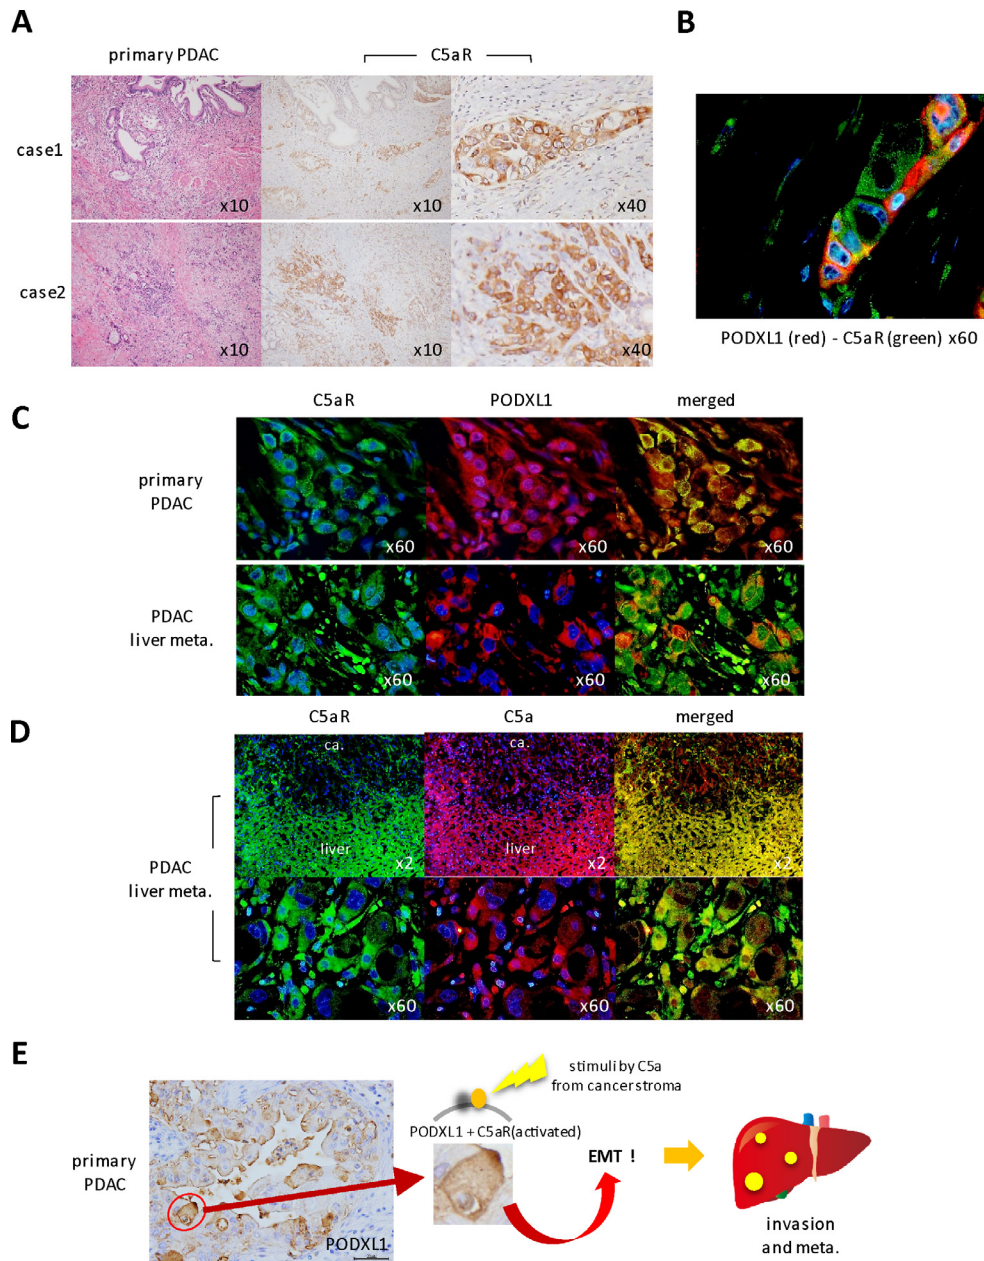 A
primary PDAC
C5aR
case1
x10
x10
x40
case2
x10
x10
x40
B
PODXL1 (red) - C5aR (green) x60
C
C5aR
PODXL1
merged
primary
PDAC
x60
x60
x60
PDAC
liver meta.
x60
x60
x60
D
C5aR
C5a
merged
ca.
ca.
liver
x2
liver
x2
x2
PDAC
liver meta.
x60
x60
x60
E
primary
PDAC
PODXL1
stimuli by C5a
from cancer stroma
PODXL1 + C5aR(activated)
EMT !
invasion
and meta.